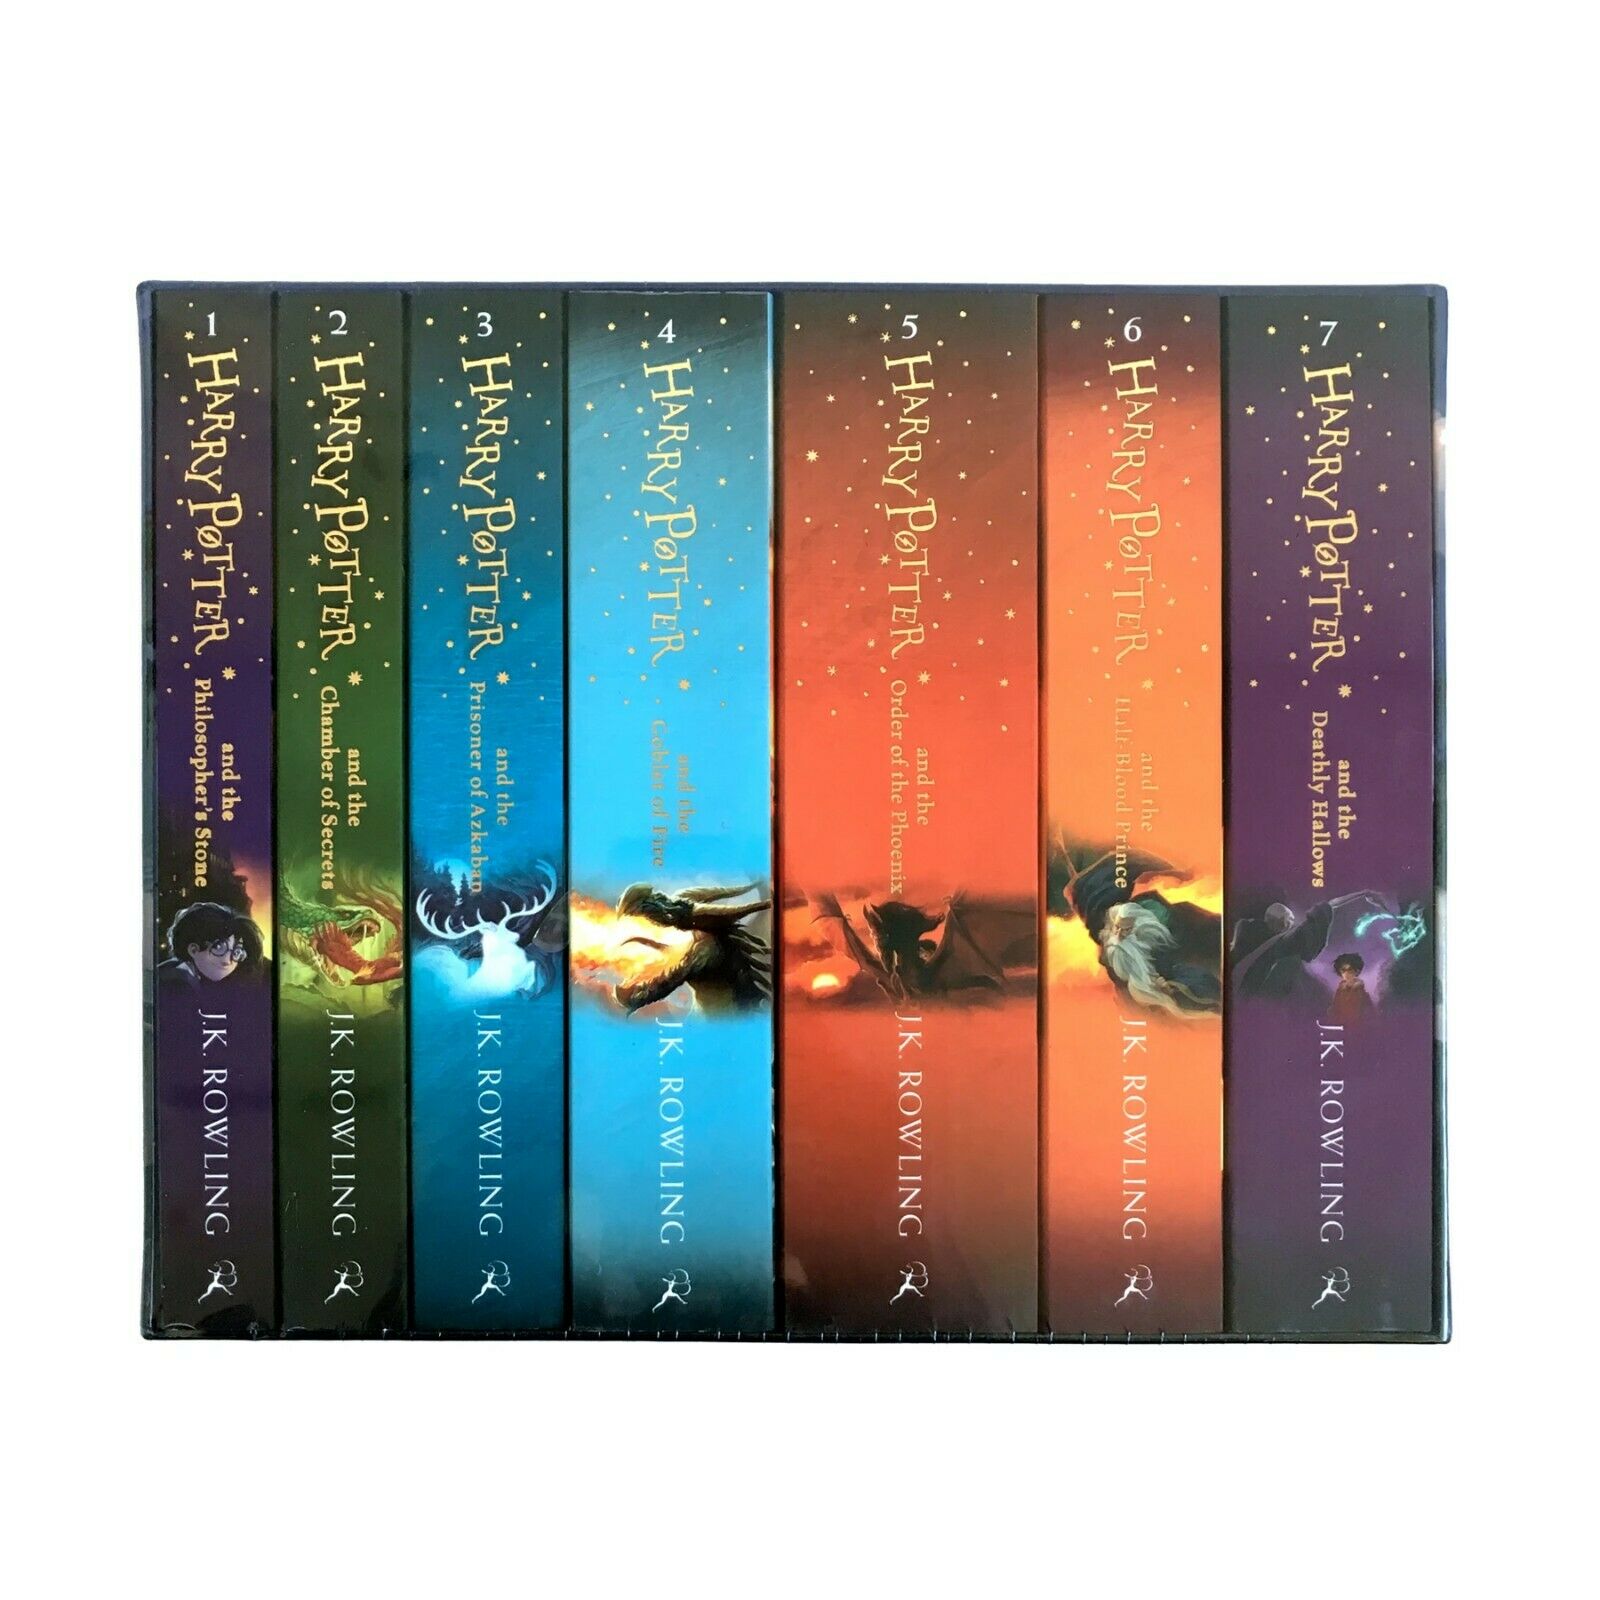 1
HARRY POTTER
and the
Philosopher's Stone
J.K. ROWLING
2
HARRY POTTER
and the
Chamber of Secrets
J.K. ROWLING
3
HARRY POTTER
and the
Prisoner of Azkaban
J.K. ROWLING
4
HARRY POTTER
and the
Goblet of Fire
J.K. ROWLING
5
HARRY POTTER
and the
Order of the Phoenix
J.K. ROWLING
6
HARRY POTTER
and the
Half-Blood Prince
J.K. ROWLING
7
HARRY POTTER
and the
Deathly Hallows
J.K. ROWLING